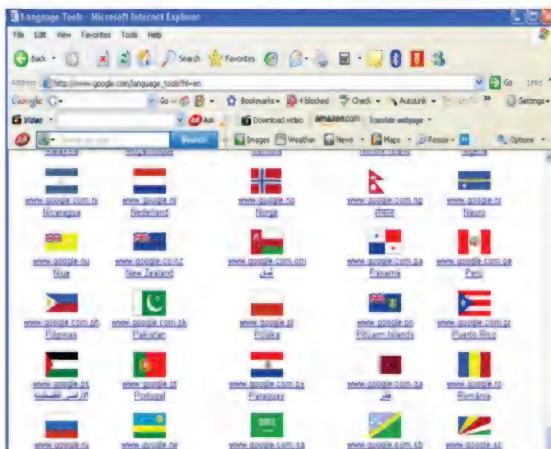 Language Tools - Microsoft Internet Explorer
File Edit View Favorites Tools Help
Back Search Favorites
Address http://www.google.com/language_tools?hl=en Go Links
Google G Go Bookmarks 4 blocked Check AutoLink Settings
Video Ask Download video amazon.com Translate webpage
Search Images Weather News Maps Options
www.google.com.ni www.google.nl www.google.no www.google.com.np www.google.nr
Nicaragua Nederland Norge नेपाल Nauru
www.google.nu www.google.co.nz www.google.com.om www.google.com.pa www.google.com.pe
Niue New Zealand عُمان Panamá Perú
www.google.com.ph www.google.com.pk www.google.pl www.google.pn www.google.com.pr
Pilipinas Pakistan Polska Pitcairn Islands Puerto Rico
www.google.ps www.google.pt www.google.com.py www.google.com.qa www.google.ro
Portugal Paraguay قطر România
www.google.ru www.google.rw www.google.com.sa www.google.com.sb www.google.sc